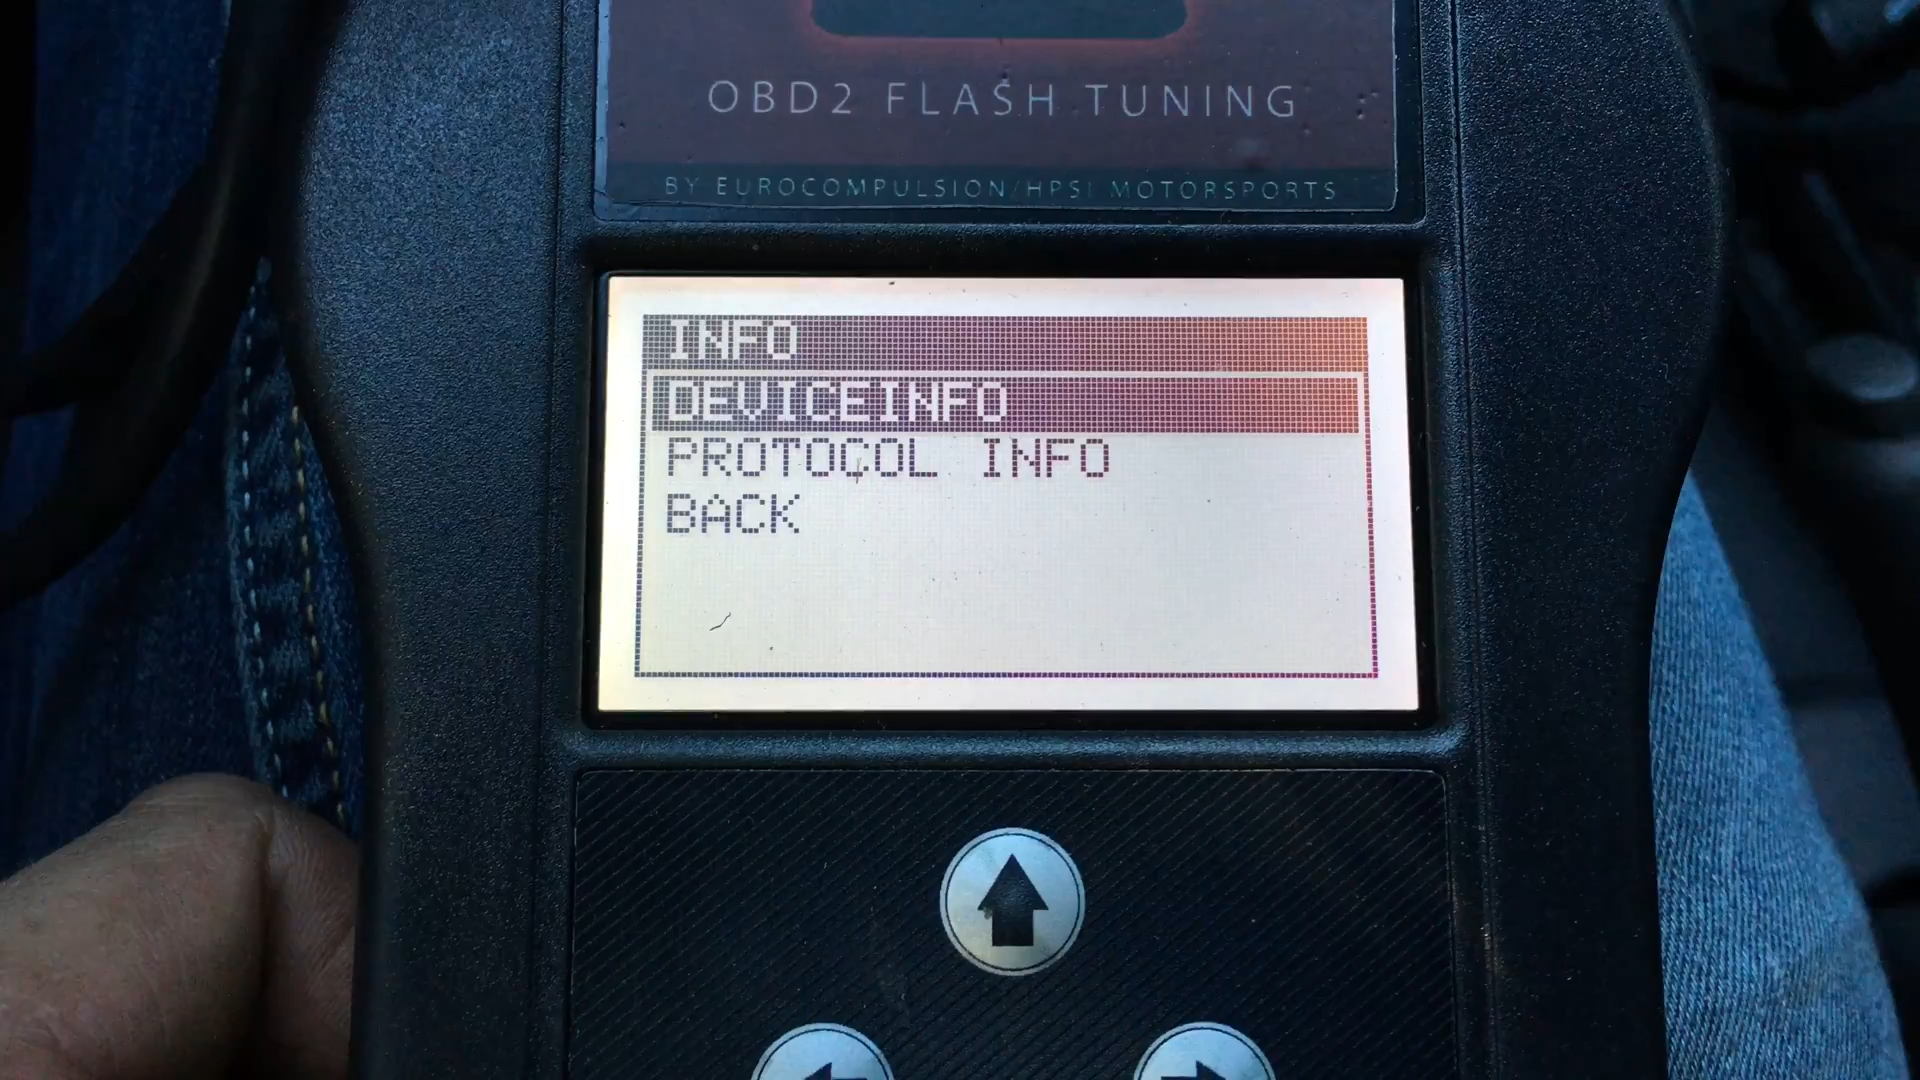 OBD2 FLASH TUNING
BY EUROCOMPULSION/HPSI MOTORSPORTS
INFO
DEVICEINFO
PROTOCOL INFO
BACK